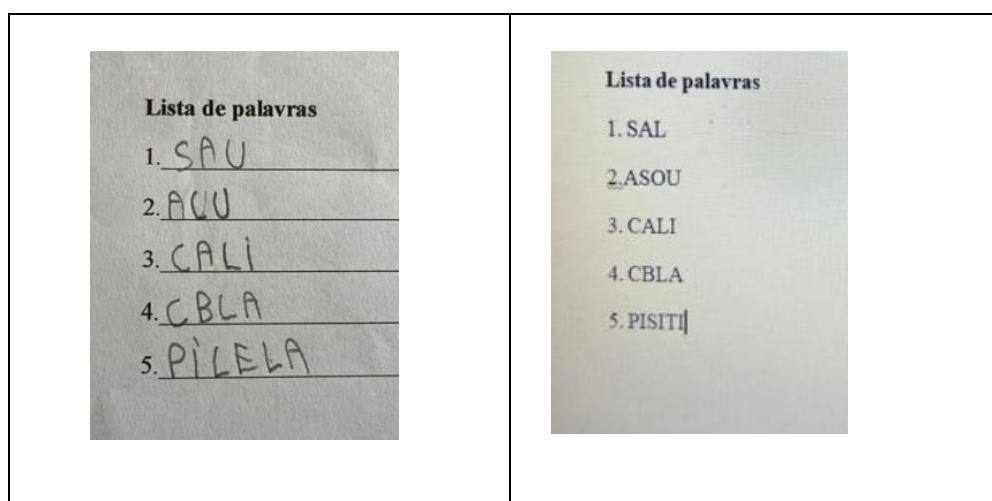 Lista de palavras
1. SAU
2. AUU
3. CALI
4. CBLA
5. PILELA
Lista de palavras
1. SAL
2.ASOU
3. CALI
4. CBLA
5. PISITI